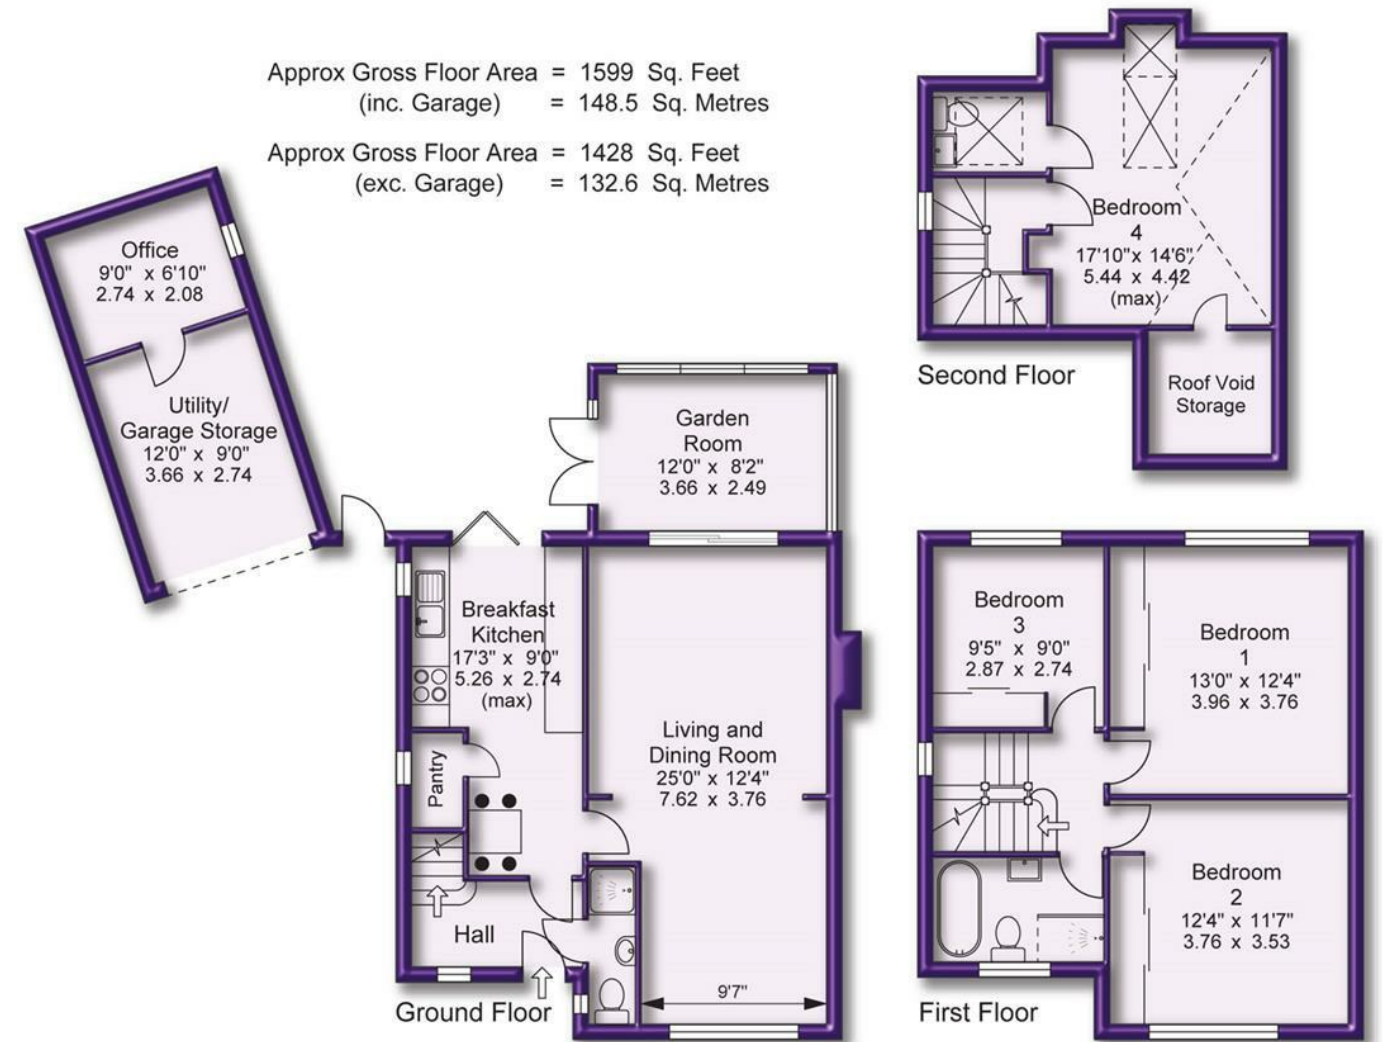 Approx Gross Floor Area = 1599 Sq. Feet
(inc. Garage) = 148.5 Sq. Metres
Approx Gross Floor Area = 1428 Sq. Feet
(exc. Garage) = 132.6 Sq. Metres
Office
9'0" x 6'10"
2.74 x 2.08
Utility/
Garage Storage
12'0" x 9'0"
3.66 x 2.74
Garden
Room
12'0" x 8'2"
3.66 x 2.49
Breakfast
Kitchen
17'3" x 9'0"
5.26 x 2.74
(max)
Pantry
Living and
Dining Room
25'0" x 12'4"
7.62 x 3.76
Hall
9'7"
Ground Floor
Bedroom
4
17'10" x 14'6"
5.44 x 4.42
(max)
Roof Void
Storage
Second Floor
Bedroom
3
9'5" x 9'0"
2.87 x 2.74
Bedroom
1
13'0" x 12'4"
3.96 x 3.76
Bedroom
2
12'4" x 11'7"
3.76 x 3.53
First Floor